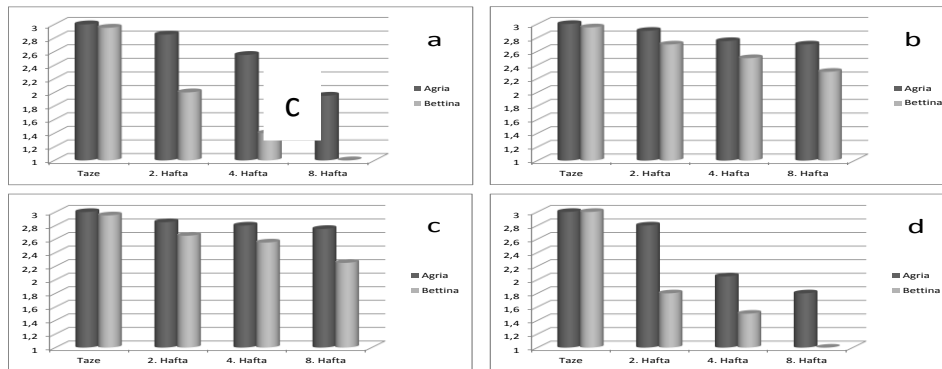 3
2,8
2,6
2,4
2,2
2
1,8
1,6
1,4
1,2
1
a
c
Agria
Bettina
Taze 2. Hafta 4. Hafta 8. Hafta
3
2,8
2,6
2,4
2,2
2
1,8
1,6
1,4
1,2
1
b
Agria
Bettina
Taze 2. Hafta 4. Hafta 8. Hafta
3
2,8
2,6
2,4
2,2
2
1,8
1,6
1,4
1,2
1
c
Agria
Bettina
Taze 2. Hafta 4. Hafta 8. Hafta
3
2,8
2,6
2,4
2,2
2
1,8
1,6
1,4
1,2
1
d
Agria
Bettina
Taze 2. Hafta 4. Hafta 8. Hafta